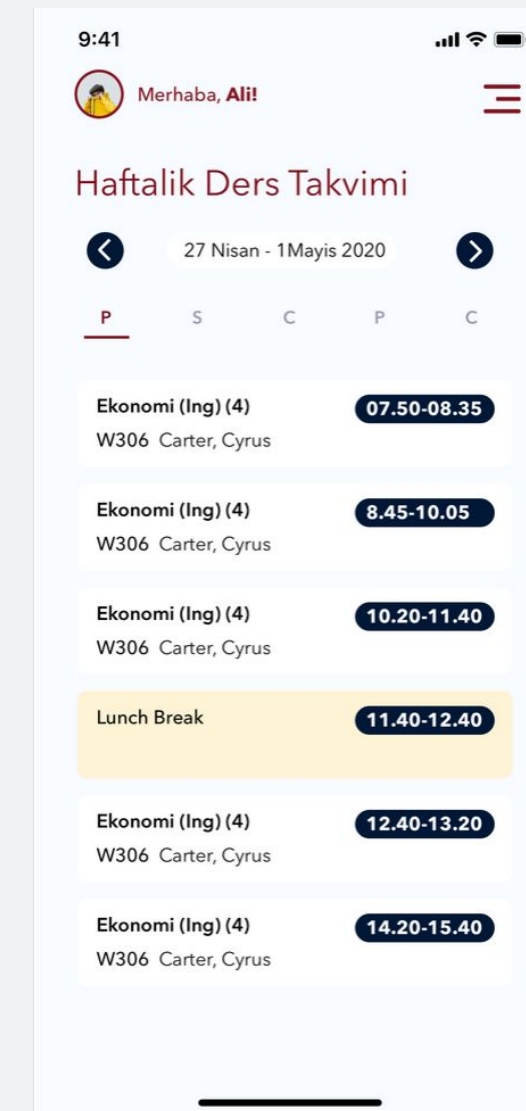 9:41
Merhaba, Ali!
Haftalik Ders Takvimi
27 Nisan - 1Mayis 2020
P S C P C
Ekonomi (Ing) (4) 07.50-08.35
W306 Carter, Cyrus
Ekonomi (Ing) (4) 8.45-10.05
W306 Carter, Cyrus
Ekonomi (Ing) (4) 10.20-11.40
W306 Carter, Cyrus
Lunch Break 11.40-12.40
Ekonomi (Ing) (4) 12.40-13.20
W306 Carter, Cyrus
Ekonomi (Ing) (4) 14.20-15.40
W306 Carter, Cyrus